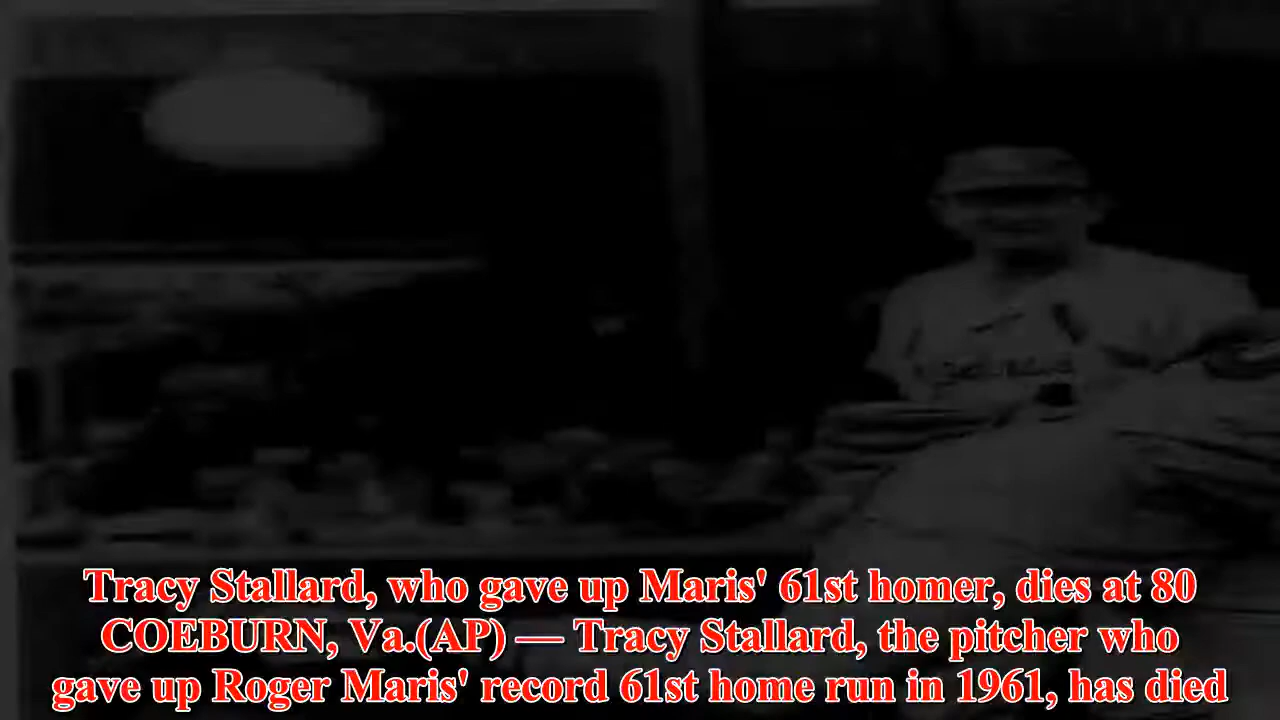 Tracy Stallard, who gave up Maris' 61st homer, dies at 80
COEBURN, Va.(AP) — Tracy Stallard, the pitcher who
gave up Roger Maris' record 61st home run in 1961, has died